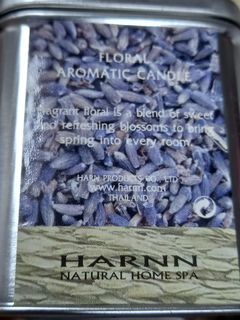 FLORAL
AROMATIC CANDLE
fragrant floral is a blend of sweet
and refreshing blossoms to bring
spring into every room.
HARN PRODUCTS CO., LTD
www.harnn.com
THAILAND
HARNN
NATURAL HOME SPA